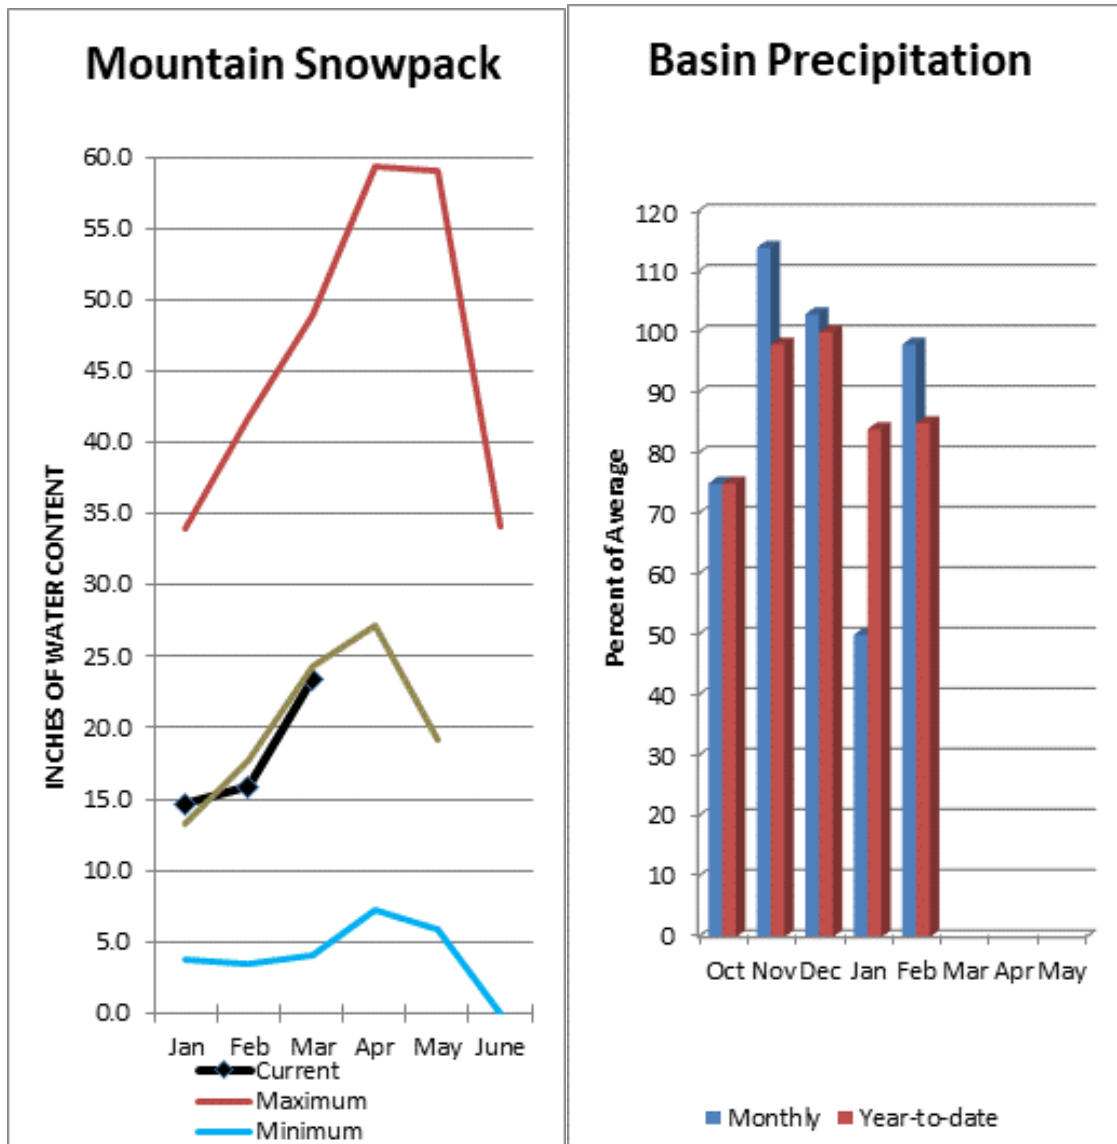 Mountain Snowpack
INCHES OF WATER CONTENT
60.0
55.0
50.0
45.0
40.0
35.0
30.0
25.0
20.0
15.0
10.0
5.0
0.0
Jan Feb Mar Apr May June
Current
Maximum
Minimum
Basin Precipitation
Percent of Average
120
110
100
90
80
70
60
50
40
30
20
10
0
Oct Nov Dec Jan Feb Mar Apr May
Monthly Year-to-date